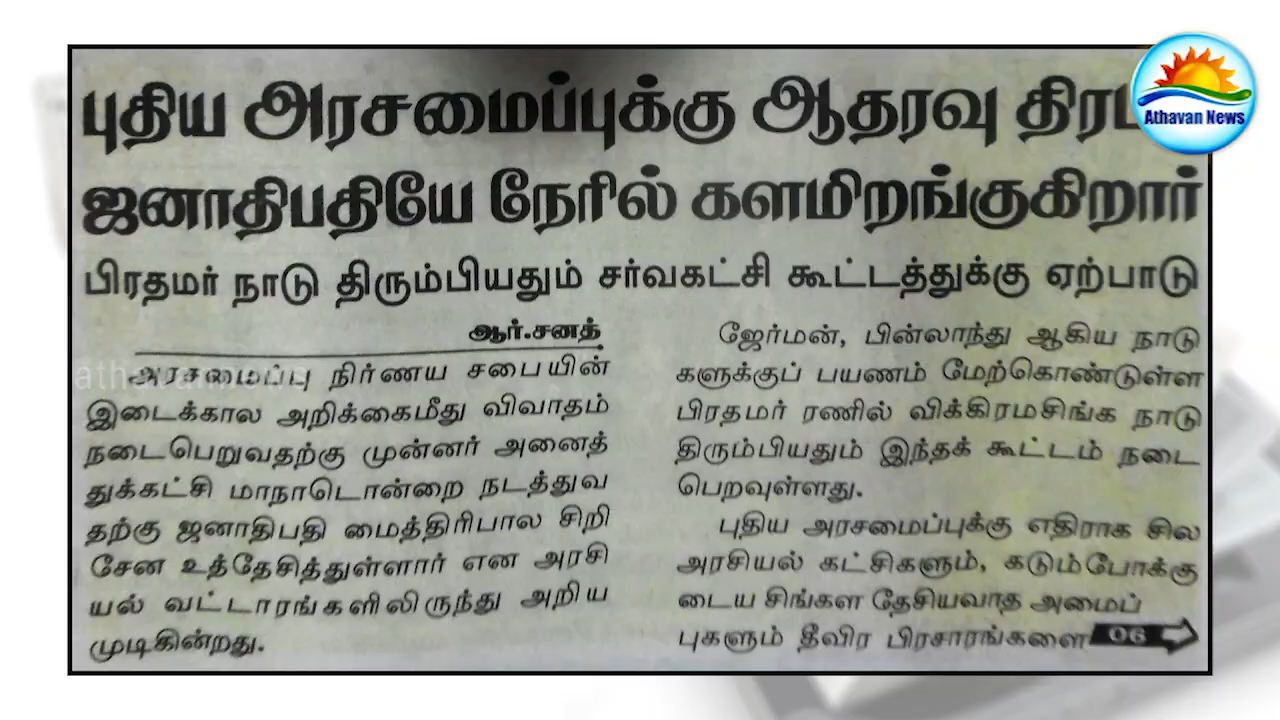 புதிய அரசமைப்புக்கு ஆதரவு
ஜனாதிபதியே நேரில் களமிறங்குகிறார்
பிரதமர் நாடு திரும்பியதும் சர்வகட்சி கூட்டத்துக்கு ஏற்பாடு
ஆர்.சனத்
அரசமைப்பு நிர்ணய சபையின்
இடைக்கால அறிக்கைமீது விவாதம்
நடைபெறுவதற்கு முன்னர் அனைத்
துக்கட்சி மாநாடொன்றை நடத்துவ
தற்கு ஜனாதிபதி மைத்திரிபால சிறி
சேன உத்தேசித்துள்ளார் என அரசி
யல் வட்டாரங்களிலிருந்து அறிய
முடிகின்றது.
ஜேர்மன், பின்லாந்து ஆகிய நாடு
களுக்குப் பயணம் மேற்கொண்டுள்ள
பிரதமர் ரணில் விக்கிரமசிங்க நாடு
திரும்பியதும் இந்தக் கூட்டம் நடை
பெறவுள்ளது.
புதிய அரசமைப்புக்கு எதிராக சில
அரசியல் கட்சிகளும், கடும்போக்கு
டைய சிங்கள தேசியவாத அமைப்
புகளும் தீவிர பிரசாரங்களை 06
Athavan News